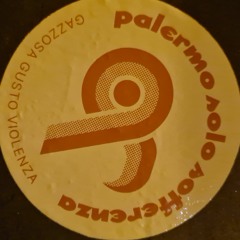 palermo solo sofferenza
GAZZOSA GUSTO VIOLENZA